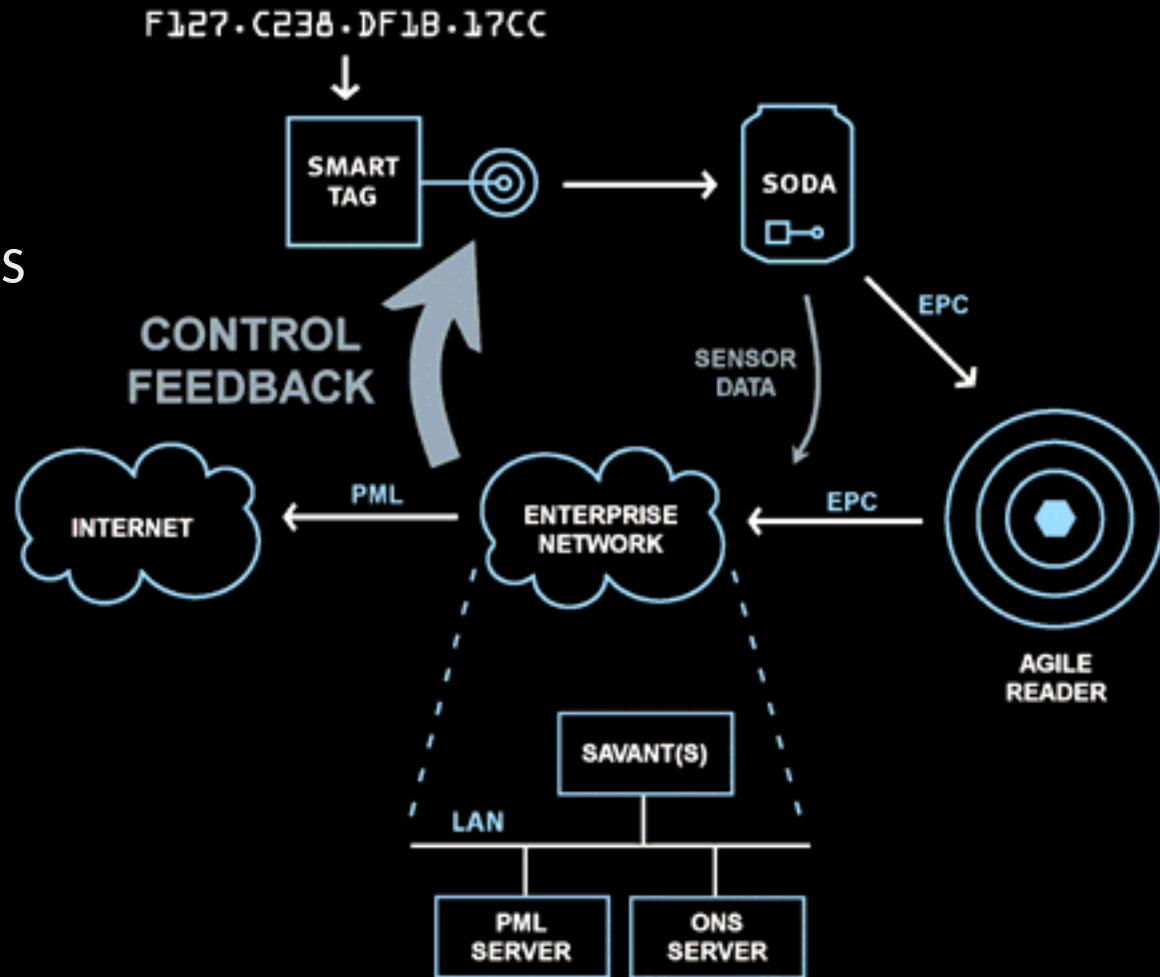 F127.C238.DF1B.17CC
SMART
TAG
SODA
S
EPC
CONTROL
FEEDBACK
SENSOR
DATA
INTERNET
PML
ENTERPRISE
NETWORK
EPC
AGILE
READER
SAVANT(S)
LAN
PML
SERVER
ONS
SERVER